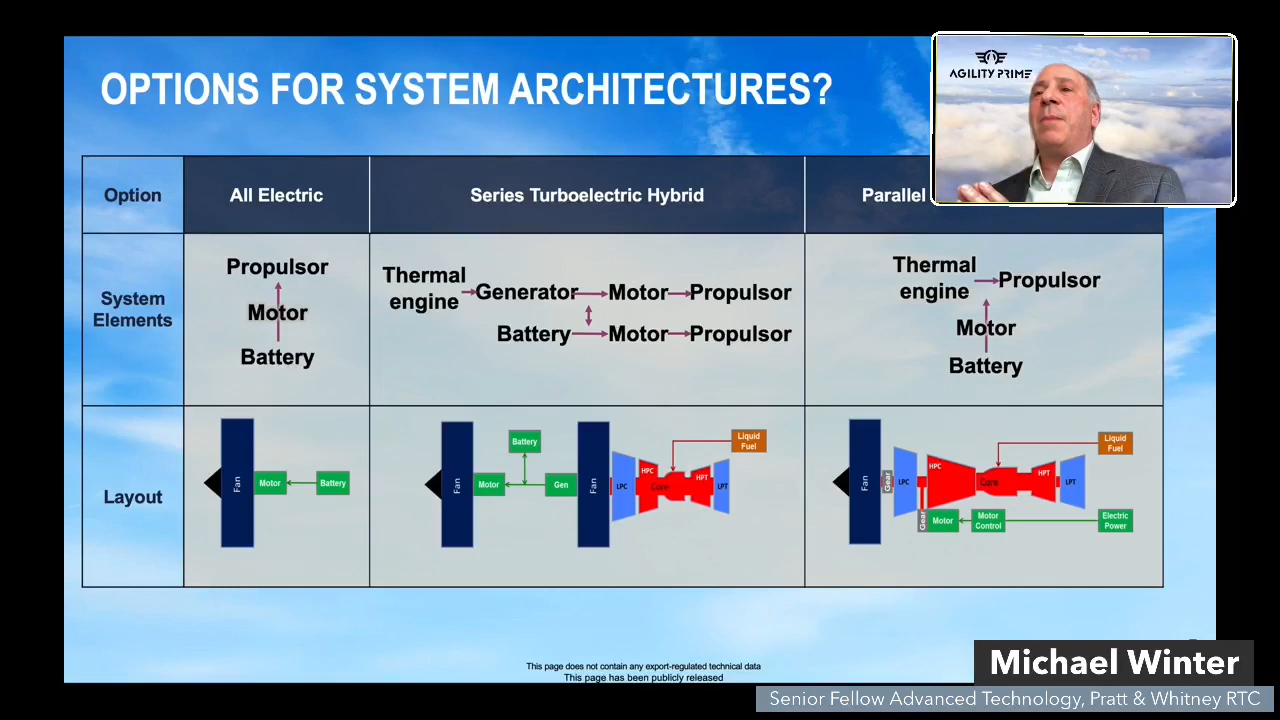 OPTIONS FOR SYSTEM ARCHITECTURES?
AGILITY PRIME
Option
All Electric
Series Turboelectric Hybrid
Parallel
System
Elements
Propulsor
Motor
Battery
Thermal
engine
Generator
Motor
Propulsor
Battery
Motor
Propulsor
Thermal
engine
Propulsor
Motor
Battery
Layout
Fan
Motor
Battery
Fan
Motor
Battery
Gen
Fan
LPC
HPC
Core
HPT
LPT
Liquid
Fuel
Fan
Gear
LPC
HPC
Core
HPT
LPT
Liquid
Fuel
Gear
Motor
Motor
Control
Electric
Power
This page does not contain any export-regulated technical data
This page has been publicly released
Michael Winter
Senior Fellow Advanced Technology, Pratt & Whitney RTC